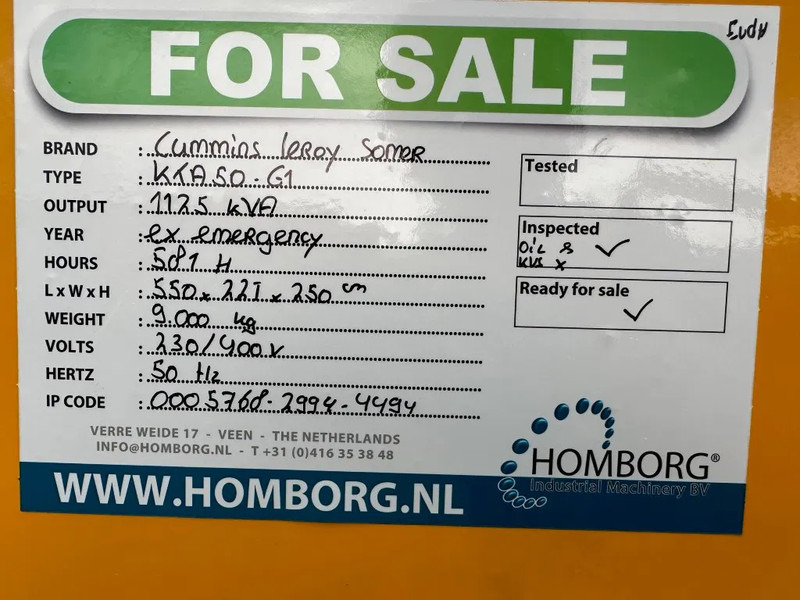 FOR SALE
BRAND : Cummins leroy somer
TYPE : KTA50-G1
OUTPUT : 1125 kVA
YEAR : ex emergency
HOURS : 581 H
L x W x H : 550 x 221 x 250 cm
WEIGHT : 9.000 kg
VOLTS : 230/400 v
HERTZ : 50 Hz
IP CODE : 0005768-2994-4494
Tested
Inspected ✓
Oil &
Ready for sale ✓
VERRE WEIDE 17 - VEEN - THE NETHERLANDS
INFO@HOMBORG.NL - T +31 (0)416 35 38 48
WWW.HOMBORG.NL
HOMBORG®
Industrial Machinery BV